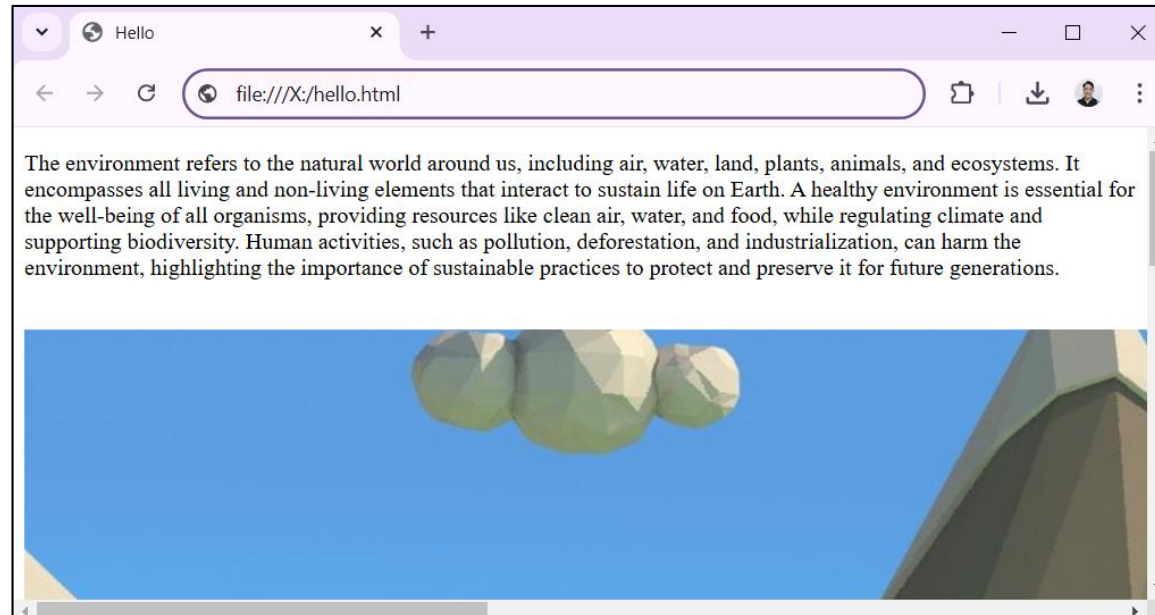 Hello
file:///X:/hello.html
The environment refers to the natural world around us, including air, water, land, plants, animals, and ecosystems. It
encompasses all living and non-living elements that interact to sustain life on Earth. A healthy environment is essential for
the well-being of all organisms, providing resources like clean air, water, and food, while regulating climate and
supporting biodiversity. Human activities, such as pollution, deforestation, and industrialization, can harm the
environment, highlighting the importance of sustainable practices to protect and preserve it for future generations.